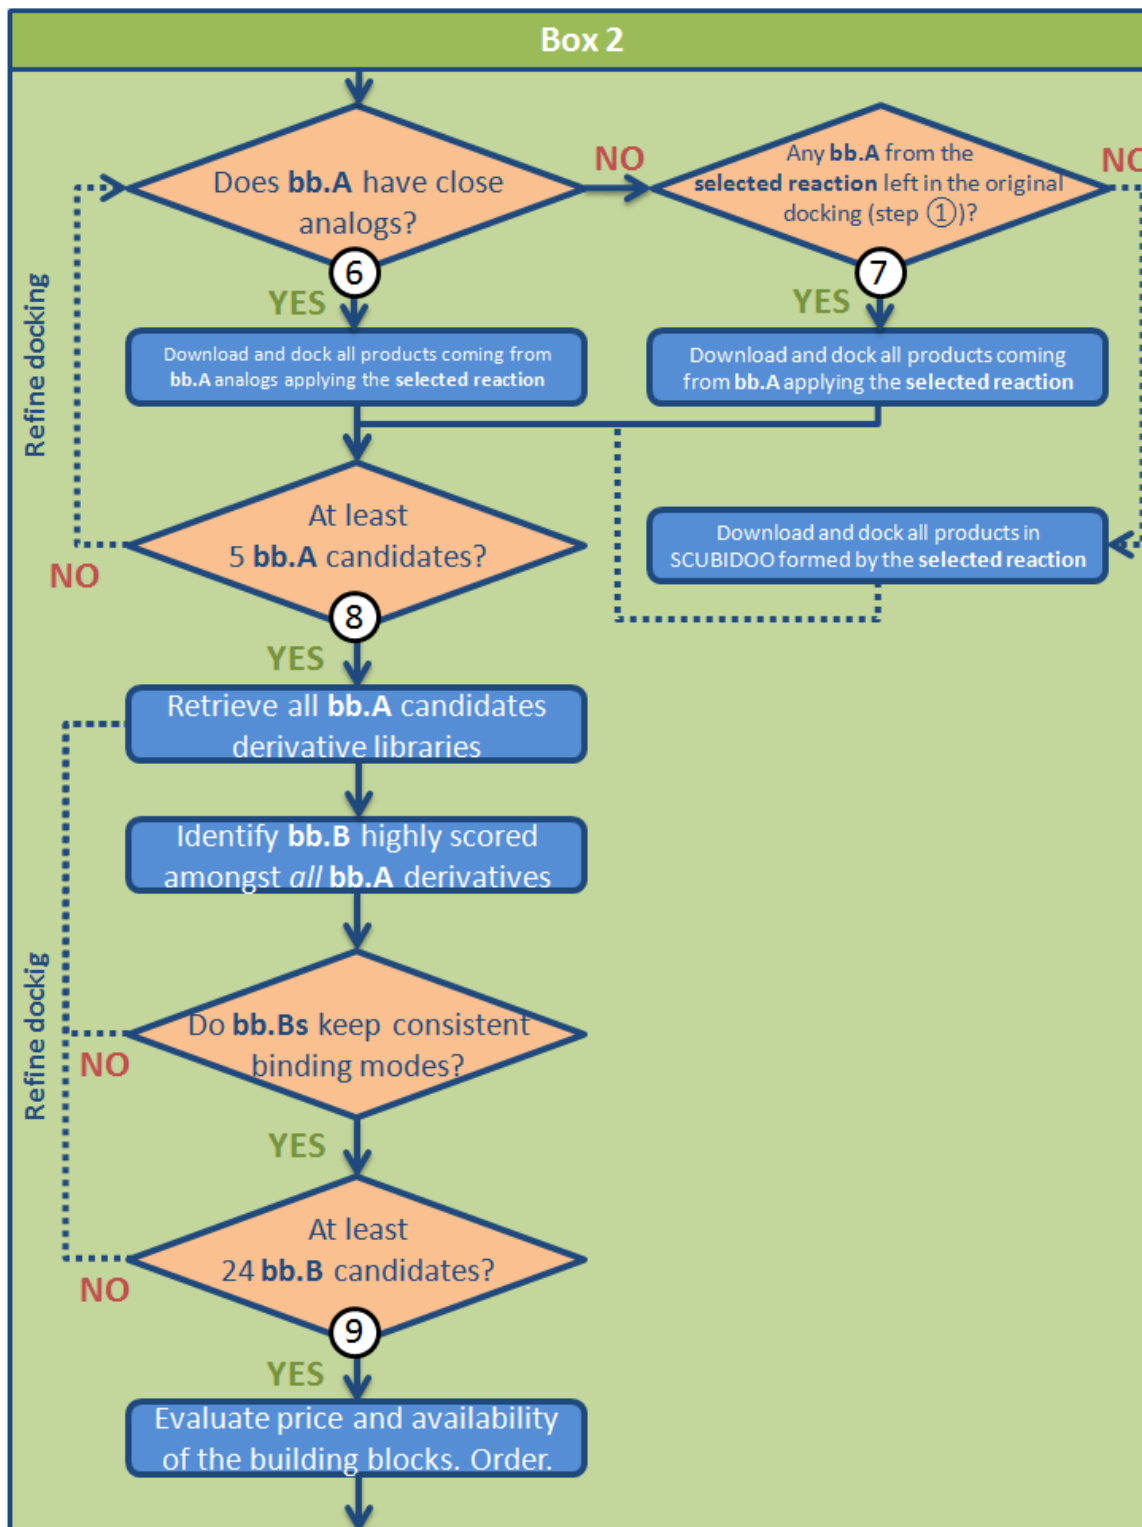 Box 2
Does bb.A have close
analogs?
NO
Any bb.A from the
selected reaction left in the original
docking (step ①)?
NO
6
YES
7
YES
Download and dock all products coming from
bb.A analogs applying the selected reaction
Download and dock all products coming
from bb.A applying the selected reaction
Refine docking
At least
5 bb.A candidates?
NO
Download and dock all products in
SCUBIDOO formed by the selected reaction
8
YES
Retrieve all bb.A candidates
derivative libraries
Identify bb.B highly scored
amongst all bb.A derivatives
Refine dockig
Do bb.Bs keep consistent
binding modes?
NO
YES
At least
24 bb.B candidates?
NO
9
YES
Evaluate price and availability
of the building blocks. Order.